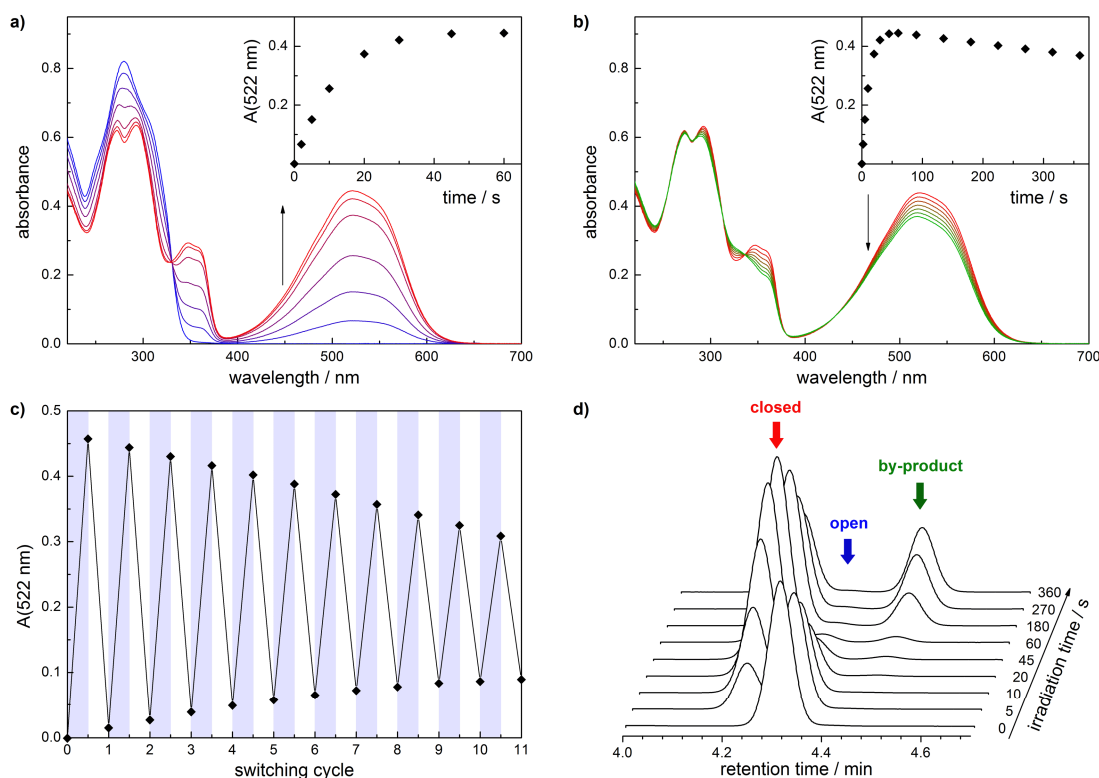 a)
A(522 nm)
0.4
0.2
0 20 40 60
time / s
absorbance
0.8
0.6
0.4
0.2
0.0
300 400 500 600 700
wavelength / nm
b)
A(522 nm)
0.4
0.2
0 100 200 300
time / s
absorbance
0.8
0.6
0.4
0.2
0.0
300 400 500 600 700
wavelength / nm
c)
A(522 nm)
0.5
0.4
0.3
0.2
0.1
0.0
0 1 2 3 4 5 6 7 8 9 10 11
switching cycle
d)
closed
by-product
open
360
270
180
60
45
20
10
5
0
irradiation time / s
4.0 4.2 4.4 4.6
retention time / min